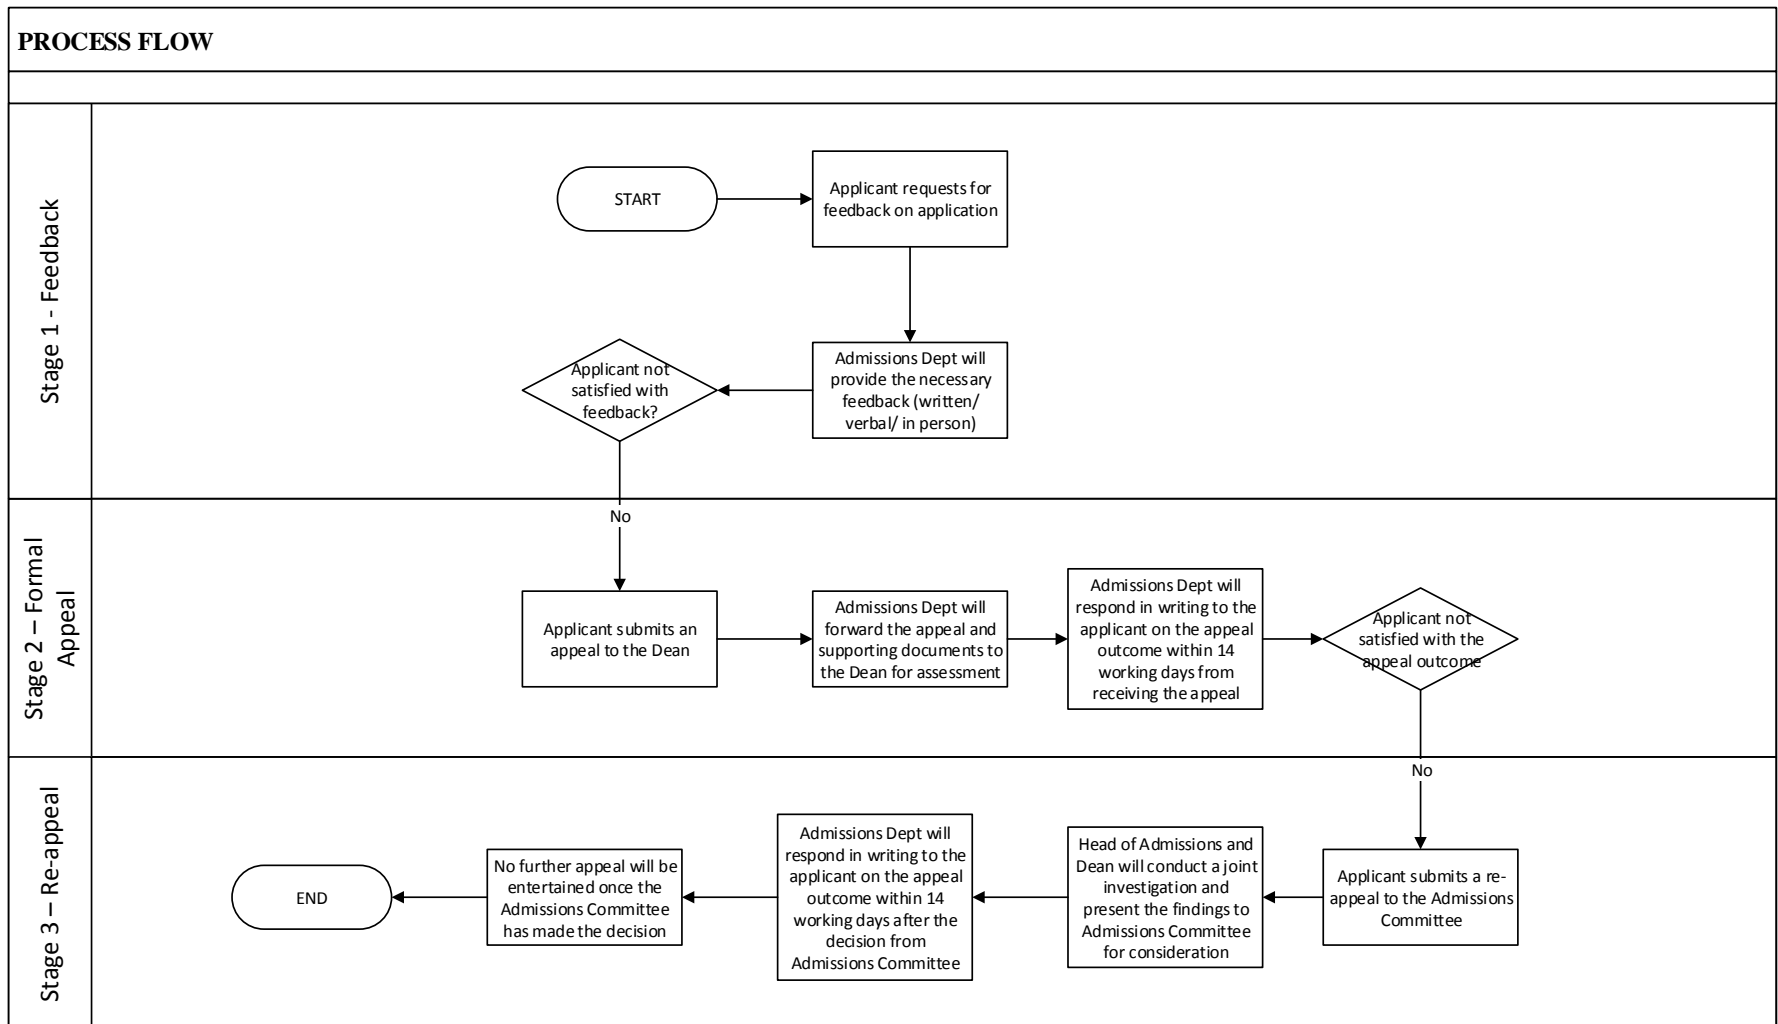 PROCESS FLOW
Stage 1 - Feedback
START
Applicant requests for
feedback on application
Admissions Dept will
provide the necessary
feedback (written/
verbal/ in person)
Applicant not
satisfied with
feedback?
No
Stage 2 – Formal
Appeal
Applicant submits an
appeal to the Dean
Admissions Dept will
forward the appeal and
supporting documents to
the Dean for assessment
Admissions Dept will
respond in writing to the
applicant on the appeal
outcome within 14
working days from
receiving the appeal
Applicant not
satisfied with the
appeal outcome
No
Stage 3 – Re-appeal
Applicant submits a re-
appeal to the Admissions
Committee
Head of Admissions and
Dean will conduct a joint
investigation and
present the findings to
Admissions Committee
for consideration
Admissions Dept will
respond in writing to the
applicant on the appeal
outcome within 14
working days after the
decision from
Admissions Committee
No further appeal will be
entertained once the
Admissions Committee
has made the decision
END